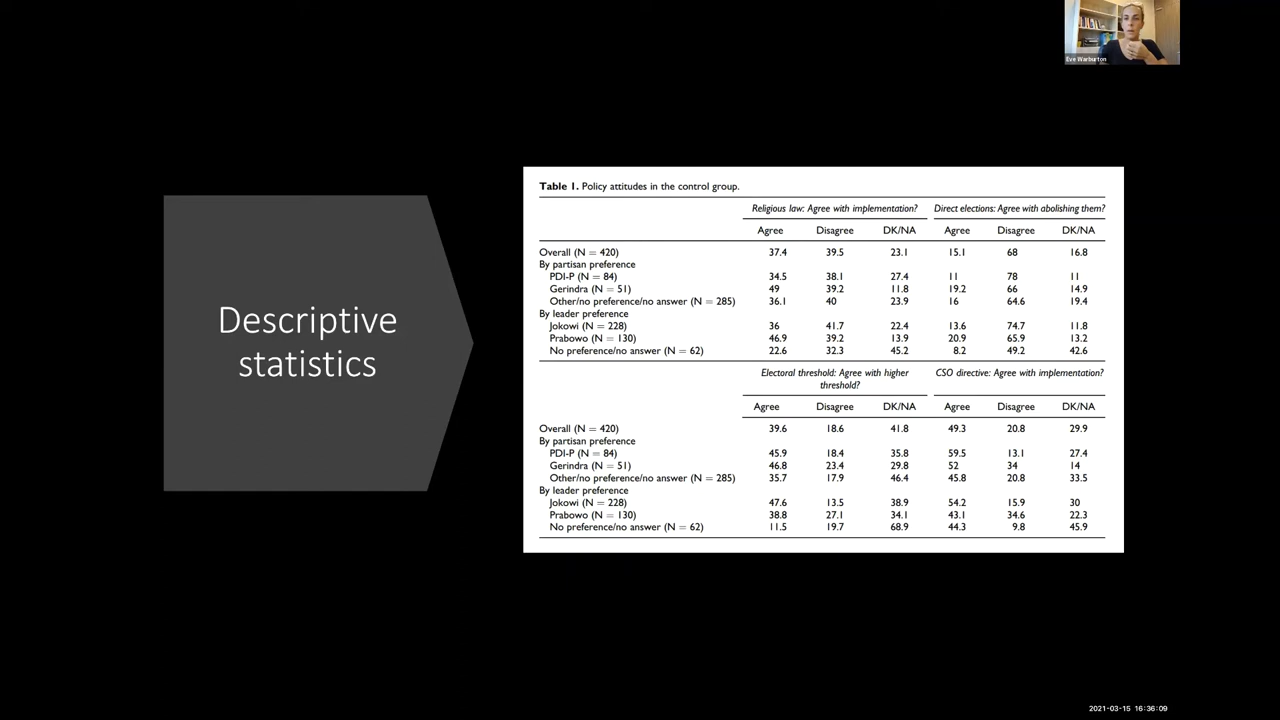 Eve Warburton
Descriptive
statistics
Table 1. Policy attitudes in the control group.
Religious law: Agree with implementation? Direct elections: Agree with abolishing them?
Agree Disagree DK/NA Agree Disagree DK/NA
Overall (N = 420) 37.4 39.5 23.1 15.1 68 16.8
By partisan preference
PDI-P (N = 84) 34.5 38.1 27.4 11 78 11
Gerindra (N = 51) 49 39.2 11.8 19.2 66 14.9
Other/no preference/no answer (N = 285) 36.1 40 23.9 16 64.6 19.4
By leader preference
Jokowi (N = 228) 36 41.7 22.4 13.6 74.7 11.8
Prabowo (N = 130) 46.9 39.2 13.9 20.9 65.9 13.2
No preference/no answer (N = 62) 22.6 32.3 45.2 8.2 49.2 42.6
Electoral threshold: Agree with higher CSO directive: Agree with implementation?
threshold?
Agree Disagree DK/NA Agree Disagree DK/NA
Overall (N = 420) 39.6 18.6 41.8 49.3 20.8 29.9
By partisan preference
PDI-P (N = 84) 45.9 18.4 35.8 59.5 13.1 27.4
Gerindra (N = 51) 46.8 23.4 29.8 52 34 14
Other/no preference/no answer (N = 285) 35.7 17.9 46.4 45.8 20.8 33.5
By leader preference
Jokowi (N = 228) 47.6 13.5 38.9 54.2 15.9 30
Prabowo (N = 130) 38.8 27.1 34.1 43.1 34.6 22.3
No preference/no answer (N = 62) 11.5 19.7 68.9 44.3 9.8 45.9
2021-03-15 16:36:09